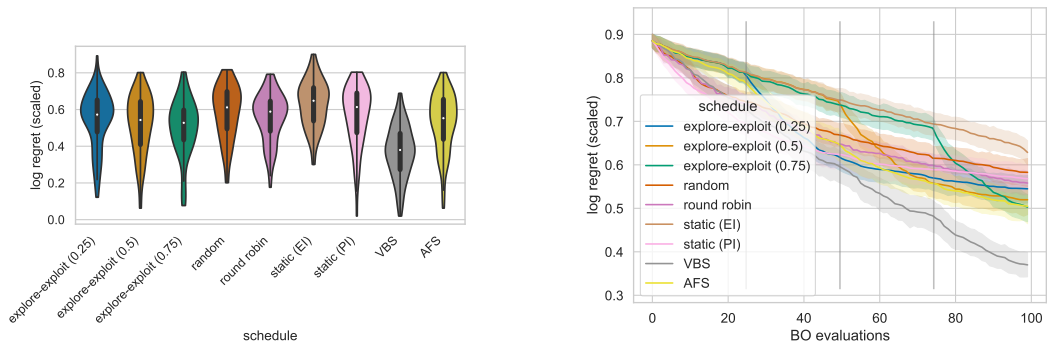 log regret (scaled)
0.8
0.6
0.4
0.2
0.0
explore-exploit (0.25)
explore-exploit (0.5)
explore-exploit (0.75)
random
round robin
static (EI)
static (PI)
VBS
AFS
schedule
log regret (scaled)
0.9
0.8
0.7
0.6
0.5
0.4
0.3
schedule
explore-exploit (0.25)
explore-exploit (0.5)
explore-exploit (0.75)
random
round robin
static (EI)
static (PI)
VBS
AFS
0 20 40 60 80 100
BO evaluations